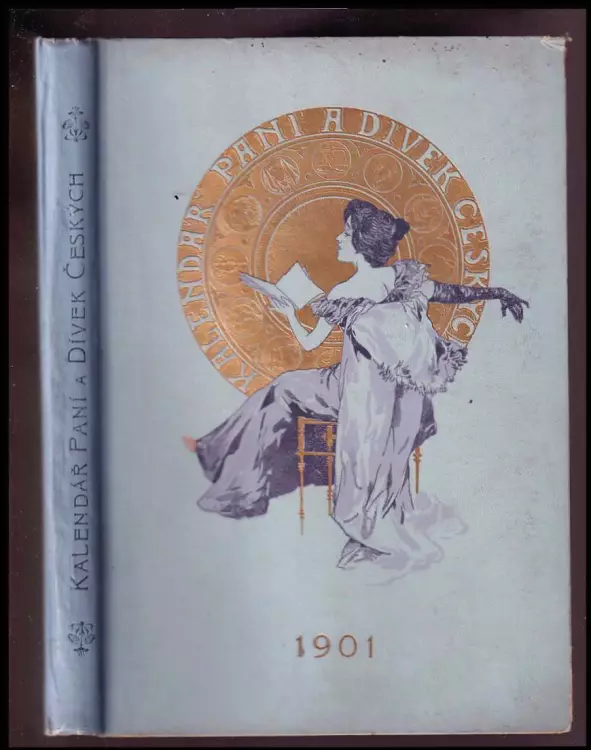 KALENDÁŘ PANÍ A DÍVEK ČESKÝCH
KALENDÁŘ PANÍ A DÍVEK ČESKÝCH
1901